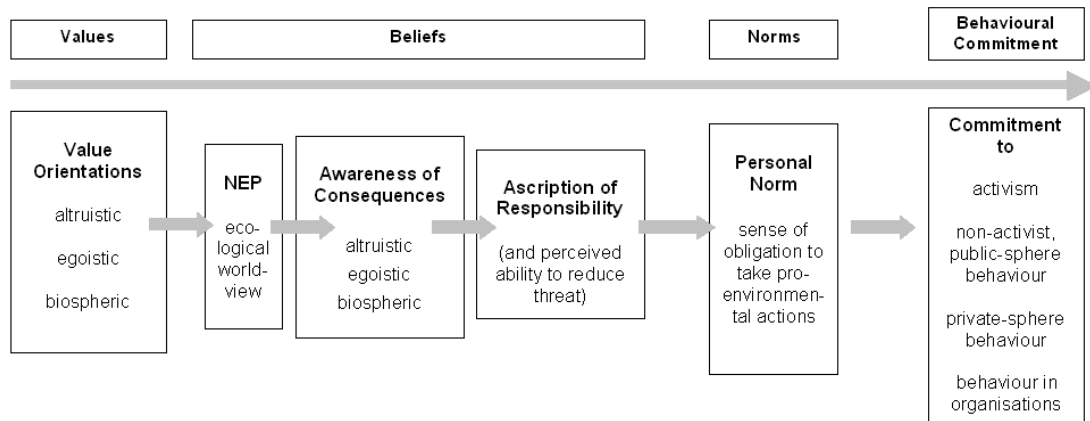 Values
Beliefs
Norms
Behavioural
Commitment
Value
Orientations
altruistic
egoistic
biospheric
NEP
eco-
logical
world-
view
Awareness of
Consequences
altruistic
egoistic
biospheric
Ascription of
Responsibility
(and perceived
ability to reduce
threat)
Personal
Norm
sense of
obligation to
take pro-
environmen-
tal actions
Commitment
to
activism
non-activist,
public-sphere
behaviour
private-sphere
behaviour
behaviour in
organisations